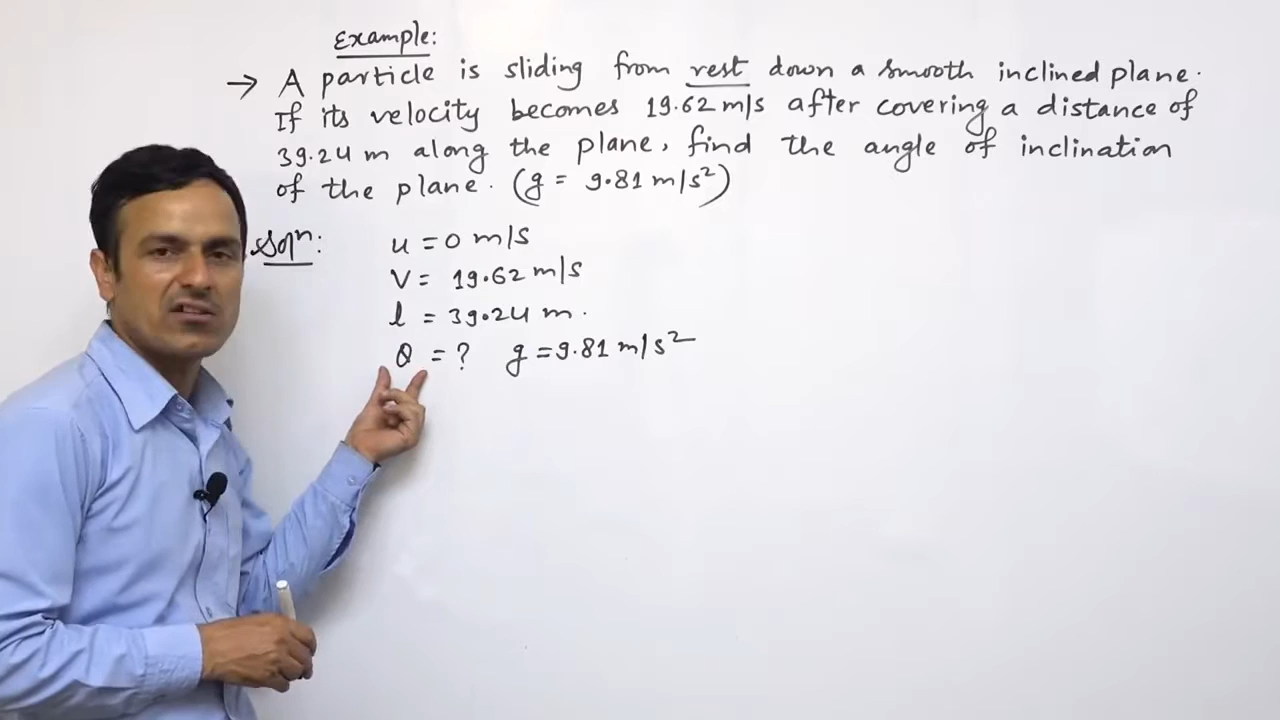 Example:
→ A particle is sliding from rest down a smooth inclined plane.
If its velocity becomes 19.62 m/s after covering a distance of
39.24 m along the plane, find the angle of inclination
of the plane. (g = 9.81 m/s²)
Solⁿ: u = 0 m/s
V = 19.62 m/s
l = 39.24 m.
θ = ? g = 9.81 m/s²